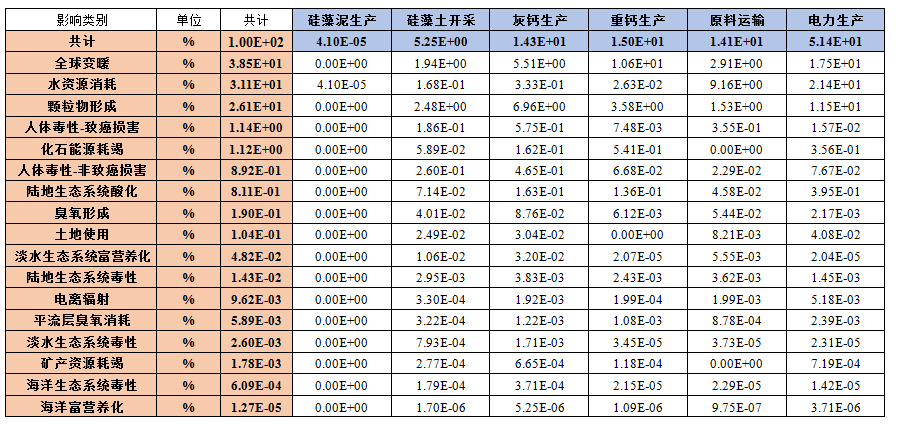 影响类别 单位 共计 硅藻泥生产 硅藻土开采 灰钙生产 重钙生产 原料运输 电力生产
共计 % 1.00E+02 4.10E-05 5.25E+00 1.43E+01 1.50E+01 1.41E+01 5.14E+01
全球变暖 % 3.85E+01 0.00E+00 1.94E+00 5.51E+00 1.06E+01 2.91E+00 1.75E+01
水资源消耗 % 3.11E+01 4.10E-05 1.68E-01 3.33E-01 2.63E-02 9.16E+00 2.14E+01
颗粒物形成 % 2.61E+01 0.00E+00 2.48E+00 6.96E+00 3.58E+00 1.53E+00 1.15E+01
人体毒性-致癌损害 % 1.14E+00 0.00E+00 1.86E-01 5.75E-01 7.48E-03 3.55E-01 1.57E-02
化石能源耗竭 % 1.12E+00 0.00E+00 5.89E-02 1.62E-01 5.41E-01 0.00E+00 3.56E-01
人体毒性-非致癌损害 % 8.92E-01 0.00E+00 2.60E-01 4.65E-01 6.68E-02 2.29E-02 7.67E-02
陆地生态系统酸化 % 8.11E-01 0.00E+00 7.14E-02 1.63E-01 1.36E-01 4.58E-02 3.95E-01
臭氧形成 % 1.90E-01 0.00E+00 4.01E-02 8.76E-02 6.12E-03 5.44E-02 2.17E-03
土地使用 % 1.04E-01 0.00E+00 2.49E-02 3.04E-02 0.00E+00 8.21E-03 4.08E-02
淡水生态系统富营养化 % 4.82E-02 0.00E+00 1.06E-02 3.20E-02 2.07E-05 5.55E-03 2.04E-05
陆地生态系统毒性 % 1.43E-02 0.00E+00 2.95E-03 3.83E-03 2.43E-03 3.62E-03 1.45E-03
电离辐射 % 9.62E-03 0.00E+00 3.30E-04 1.92E-03 1.99E-04 1.99E-03 5.18E-03
平流层臭氧消耗 % 5.89E-03 0.00E+00 3.22E-04 1.22E-03 1.08E-03 8.78E-04 2.39E-03
淡水生态系统毒性 % 2.60E-03 0.00E+00 7.93E-04 1.71E-03 3.45E-05 3.73E-05 2.31E-05
矿产资源耗竭 % 1.78E-03 0.00E+00 2.77E-04 6.65E-04 1.18E-04 0.00E+00 7.19E-04
海洋生态系统毒性 % 6.09E-04 0.00E+00 1.79E-04 3.71E-04 2.15E-05 2.29E-05 1.42E-05
海洋富营养化 % 1.27E-05 0.00E+00 1.70E-06 5.25E-06 1.09E-06 9.75E-07 3.71E-06